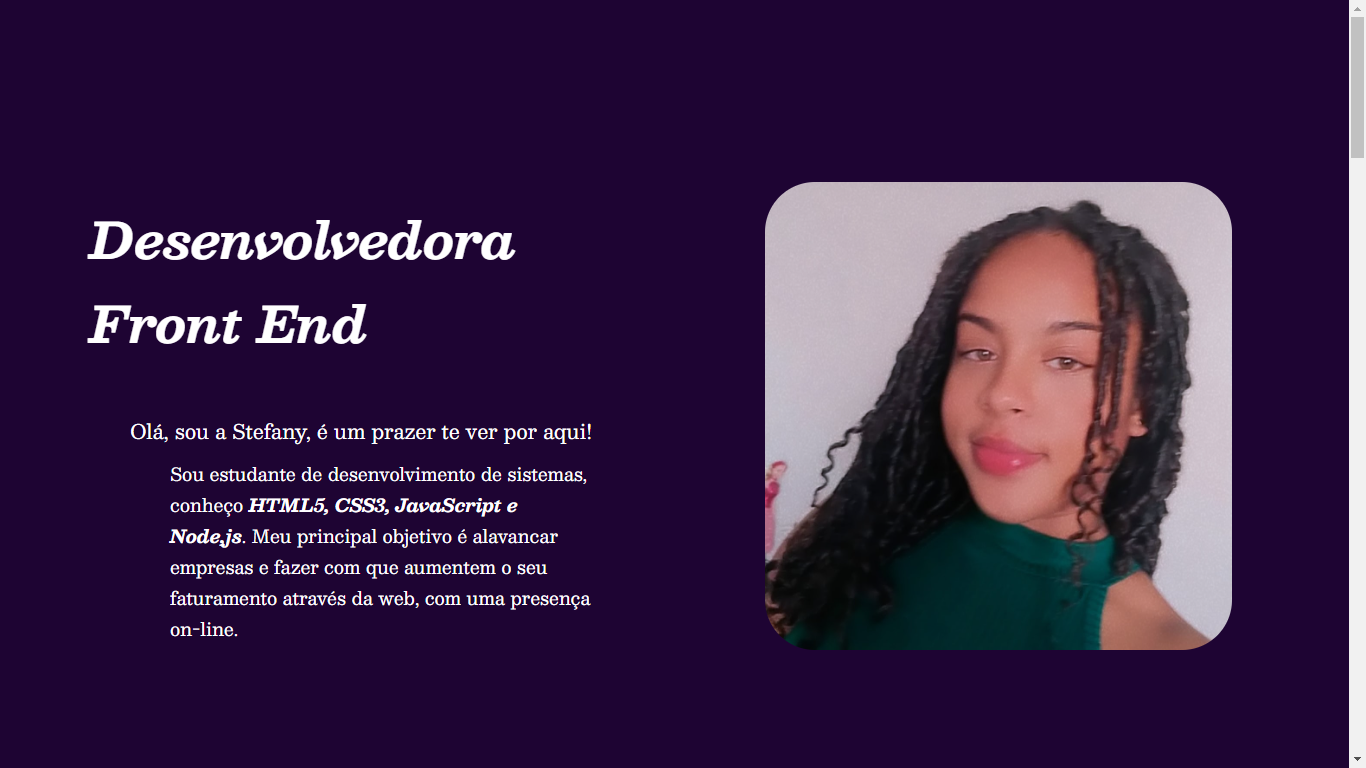 Desenvolvedora
Front End
Olá, sou a Stefany, é um prazer te ver por aqui!
Sou estudante de desenvolvimento de sistemas,
conheço HTML5, CSS3, JavaScript e
Node.js. Meu principal objetivo é alavancar
empresas e fazer com que aumentem o seu
faturamento através da web, com uma presença
on-line.